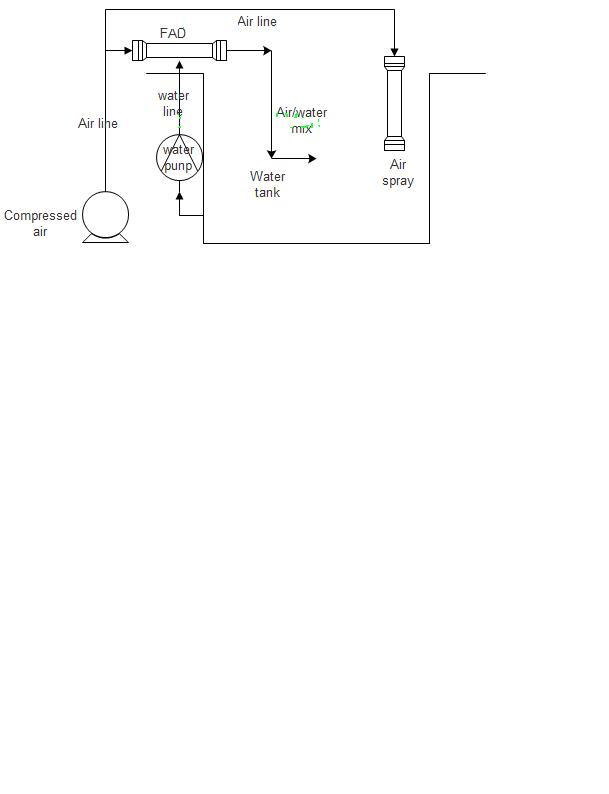 Air line
FAD
water
line
Air/water
mix
Air line
water
punp
Air
spray
Water
tank
Compressed
air